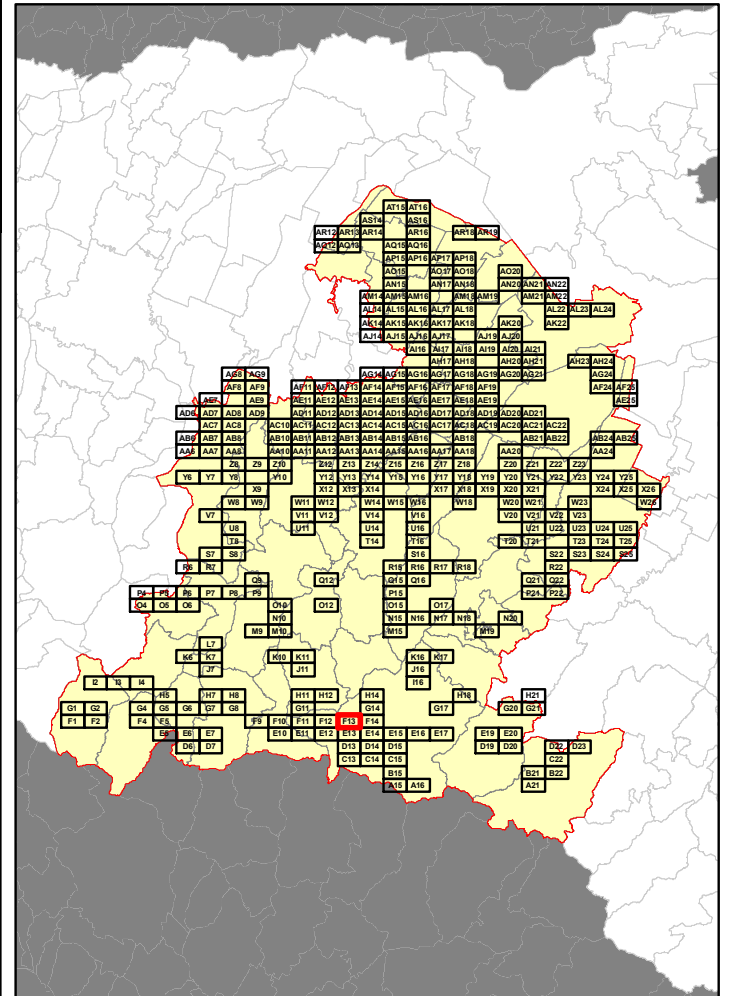 AT15 AT16
AS14 AS16
AR12 AR13 AR14 AR16 AR18 AR19
AQ12 AQ13 AQ15 AQ16
AP15 AP16 AP17 AP18
AO15 AO17 AO18 AO20
AN15 AN17 AN18 AN20 AN21 AN22
AM14 AM15 AM16 AM18 AM19 AM21 AM22
AL14 AL15 AL16 AL17 AL18 AL22 AL23 AL24
AK14 AK15 AK16 AK17 AK18 AK20 AK22
AJ14 AJ15 AJ16 AJ17 AJ19 AJ20
AI16 AI17 AI18 AI19 AI20 AI21
AH17 AH18 AH20 AH21 AH23 AH24
AG8 AG9 AG14 AG15 AG16 AG17 AG18 AG19 AG20 AG21 AG24
AF8 AF9 AF11 AF12 AF13 AF14 AF15 AF16 AF17 AF18 AF19 AF24 AF25
AE7 AE9 AE11 AE12 AE13 AE14 AE15 AE16 AE17 AE18 AE19 AE25
AD6 AD7 AD8 AD9 AD11 AD12 AD13 AD14 AD15 AD16 AD17 AD18 AD19 AD20 AD21
AC7 AC8 AC10 AC11 AC12 AC13 AC14 AC15 AC16 AC17 AC18 AC19 AC20 AC21 AC22
AB6 AB7 AB8 AB10 AB11 AB12 AB13 AB14 AB15 AB16 AB18 AB21 AB22 AB24 AB25
AA6 AA7 AA8 AA10 AA11 AA12 AA13 AA14 AA15 AA16 AA17 AA18 AA20 AA24
Z8 Z9 Z10 Z12 Z13 Z14 Z15 Z16 Z17 Z18 Z20 Z21 Z22 Z23
Y6 Y7 Y8 Y10 Y12 Y13 Y14 Y15 Y16 Y17 Y18 Y19 Y20 Y21 Y22 Y24 Y25
X9 X12 X13 X14 X17 X18 X19 X20 X21 X24 X25 X26
W8 W9 W11 W12 W14 W15 W16 W18 W20 W21 W23 W26
V7 V11 V12 V14 V16 V20 V21 V22 V23
U8 U11 U14 U16 U21 U22 U23 U24 U25
T8 T14 T16 T20 T21 T23 T24 T25
S7 S8 S16 S22 S23 S24 S25
R6 R7 R15 R16 R17 R18 R22
Q9 Q12 Q15 Q16 Q21 Q22
P4 P5 P6 P7 P8 P9 P15 P21 P22
O4 O5 O6 O10 O12 O15 O17
N10 N15 N16 N17 N18 N20
M9 M10 M15 M19
L7
K6 K7 K10 K11 K16 K17
J7 J11 J16
I2 I3 I4 I16
H5 H7 H8 H11 H12 H14 H18 H21
G1 G2 G4 G5 G6 G7 G8 G11 G14 G17 G20 G21
F1 F2 F4 F5 F9 F10 F11 F12 F13 F14
E5 E6 E7 E10 E11 E12 E13 E14 E15 E16 E17 E19 E20
D6 D7 D13 D14 D15 D19 D20 D22 D23
C13 C14 C15 C22
B15 B21 B22
A15 A16 A21